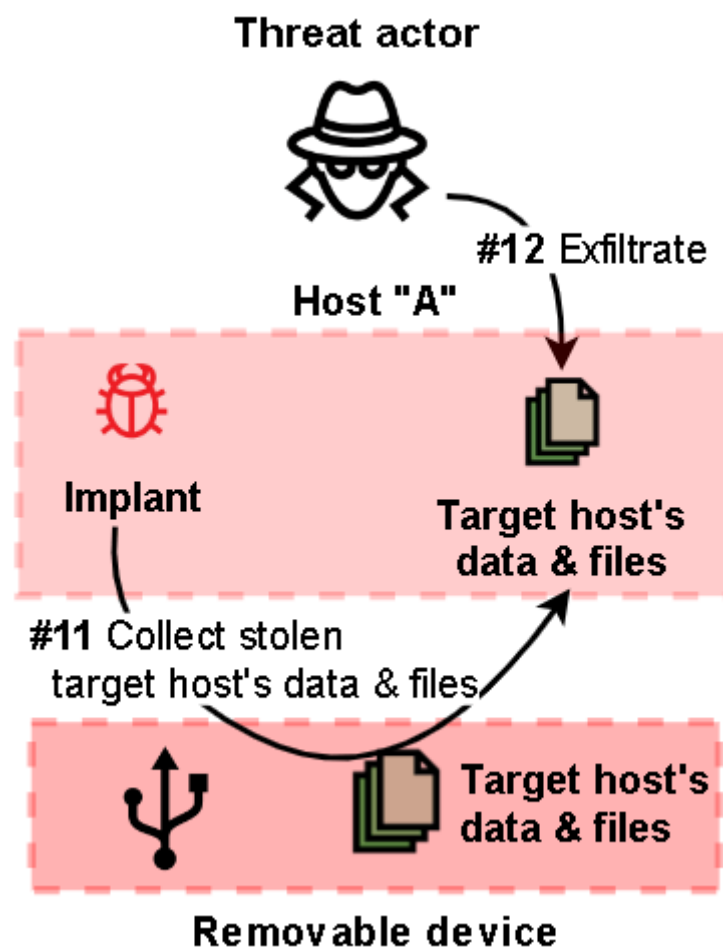 Threat actor
#12 Exfiltrate
Host "A"
Implant
Target host's
data & files
#11 Collect stolen
target host's data & files
Target host's
data & files
Removable device